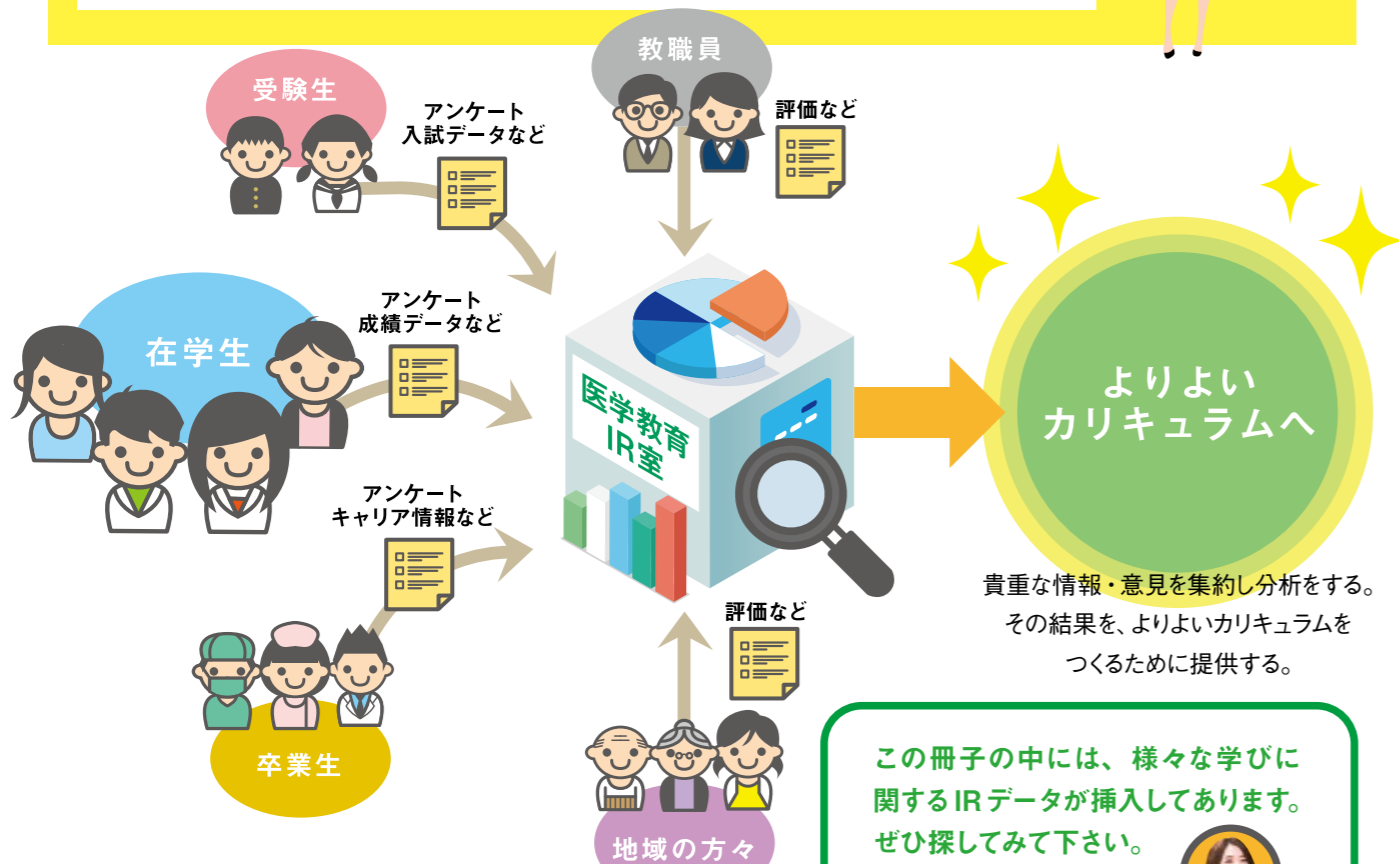 教職員
評価など
受験生
アンケート
入試データなど
在学生
アンケート
成績データなど
医学教育
IR室
よりよい
カリキュラムへ
アンケート
キャリア情報など
卒業生
評価など
地域の方々
貴重な情報・意見を集約し分析をする。
その結果を、よりよいカリキュラムを
つくるために提供する。
この冊子の中には、様々な学びに
関するIRデータが挿入してあります。
ぜひ探してみて下さい。